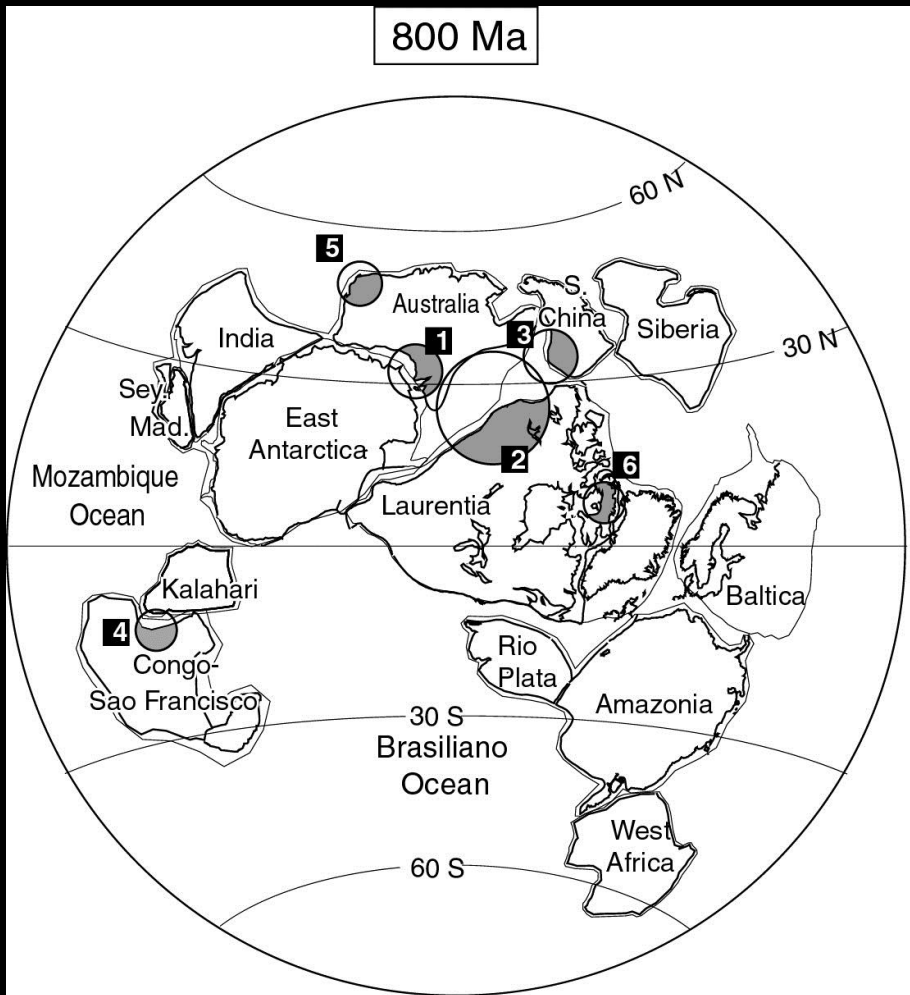 800 Ma
60 N
5
Australia
S.
China
Siberia
India
1
3
30 N
Sey.
Mad.
East
Antarctica
2
6
Mozambique
Ocean
Laurentia
Kalahari
Baltica
4
Congo-
Sao Francisco
Rio
Plata
Amazonia
30 S
Brasiliano
Ocean
West
Africa
60 S